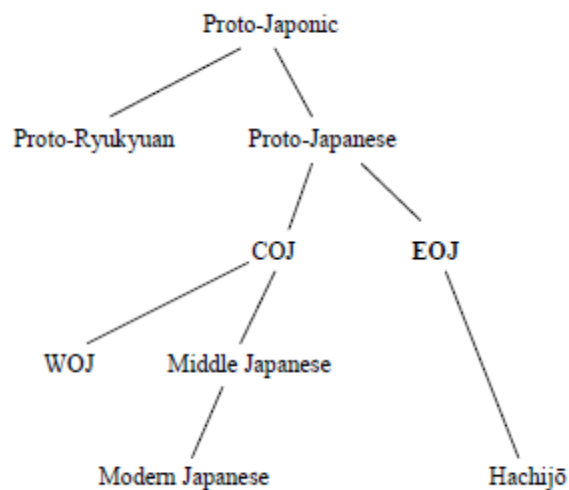 Proto-Japonic
Proto-Ryukyuan Proto-Japanese
COJ EOJ
WOJ Middle Japanese
Modern Japanese Hachijō